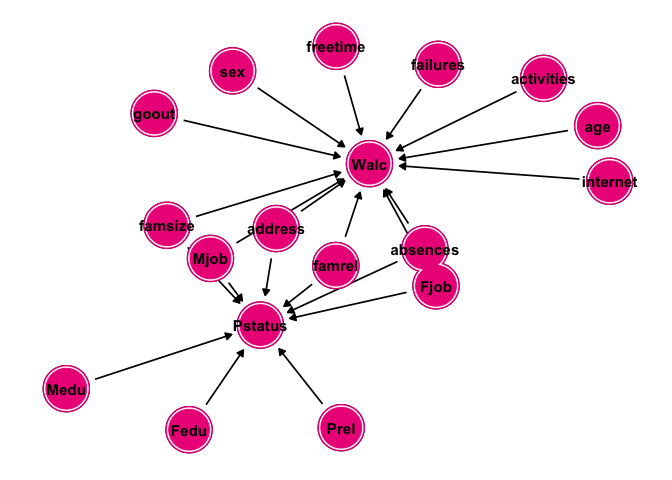 freetime
failures
sex
activities
goout
age
Walc
internet
famsize
address
absences
Mjob
famrel
Fjob
Pstatus
Medu
Fedu
Prel